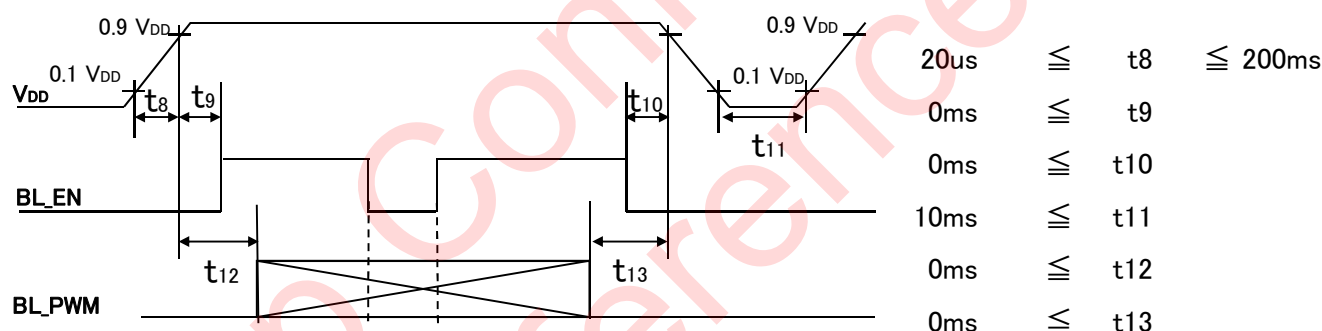 0.9 VDD
0.9 VDD
0.1 VDD
0.1 VDD
VDD
t8
t9
t10
t11
BL_EN
t12
t13
BL_PWM
20us ≦ t8 ≦ 200ms
0ms ≦ t9
0ms ≦ t10
10ms ≦ t11
0ms ≦ t12
0ms ≦ t13